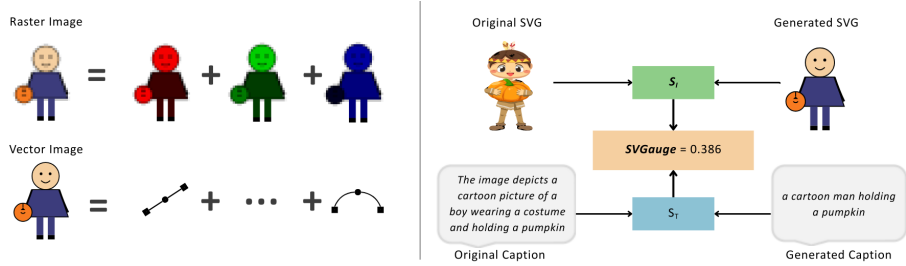 Raster Image
=
+
+
Vector Image
=
+
...
+
Original SVG
Generated SVG
S_I
SVGauge = 0.386
The image depicts a
cartoon picture of a
boy wearing a costume
and holding a pumpkin
S_T
a cartoon man holding
a pumpkin
Original Caption
Generated Caption